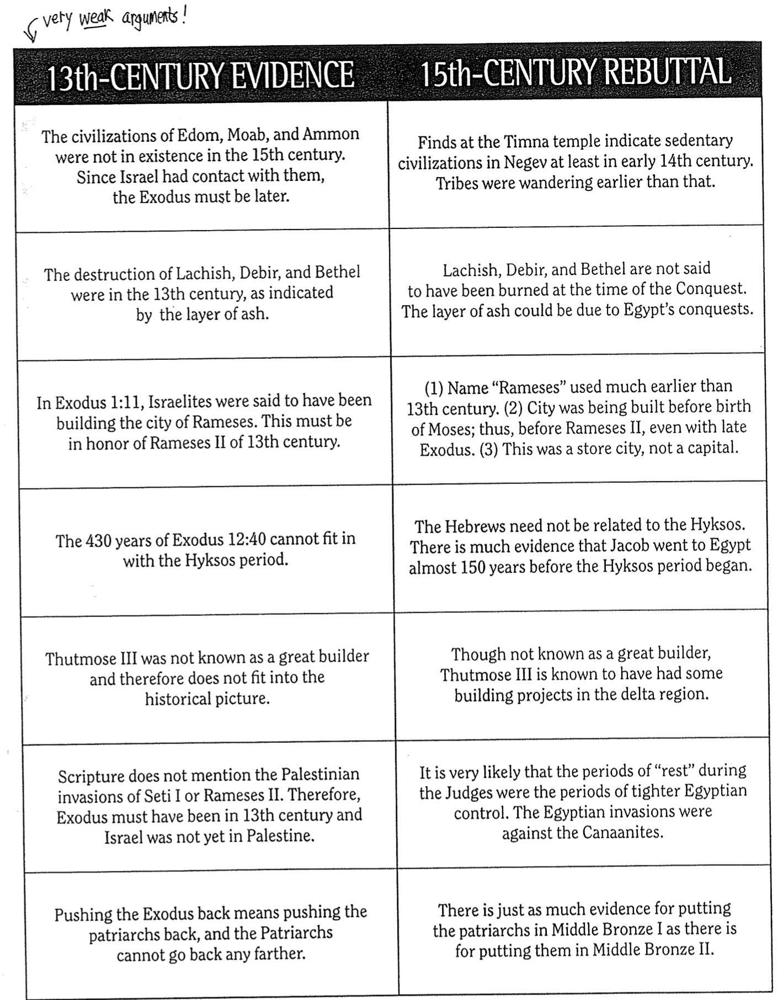 very weak arguments!
13th-CENTURY EVIDENCE
15th-CENTURY REBUTTAL
The civilizations of Edom, Moab, and Ammon
were not in existence in the 15th century.
Since Israel had contact with them,
the Exodus must be later.
Finds at the Timna temple indicate sedentary
civilizations in Negev at least in early 14th century.
Tribes were wandering earlier than that.
The destruction of Lachish, Debir, and Bethel
were in the 13th century, as indicated
by the layer of ash.
Lachish, Debir, and Bethel are not said
to have been burned at the time of the Conquest.
The layer of ash could be due to Egypt's conquests.
In Exodus 1:11, Israelites were said to have been
building the city of Rameses. This must be
in honor of Rameses II of 13th century.
(1) Name “Rameses” used much earlier than
13th century. (2) City was being built before birth
of Moses; thus, before Rameses II, even with late
Exodus. (3) This was a store city, not a capital.
The 430 years of Exodus 12:40 cannot fit in
with the Hyksos period.
The Hebrews need not be related to the Hyksos.
There is much evidence that Jacob went to Egypt
almost 150 years before the Hyksos period began.
Thutmose III was not known as a great builder
and therefore does not fit into the
historical picture.
Though not known as a great builder,
Thutmose III is known to have had some
building projects in the delta region.
Scripture does not mention the Palestinian
invasions of Seti I or Rameses II. Therefore,
Exodus must have been in 13th century and
Israel was not yet in Palestine.
It is very likely that the periods of “rest” during
the Judges were the periods of tighter Egyptian
control. The Egyptian invasions were
against the Canaanites.
Pushing the Exodus back means pushing the
patriarchs back, and the Patriarchs
cannot go back any farther.
There is just as much evidence for putting
the patriarchs in Middle Bronze I as there is
for putting them in Middle Bronze II.